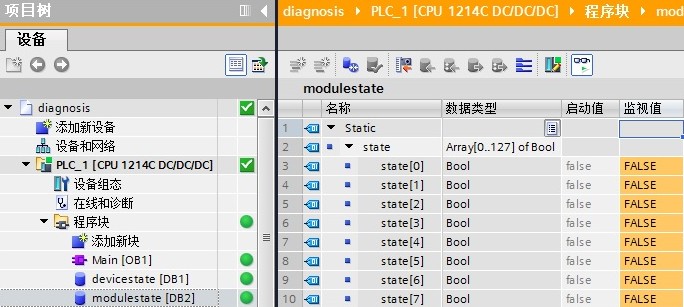 项目树
设备
diagnosis
添加新设备
设备和网络
PLC_1 [CPU 1214C DC/DC/DC]
设备组态
在线和诊断
程序块
添加新块
Main [OB1]
devicestate [DB1]
modulestate [DB2]
diagnosis PLC_1 [CPU 1214C DC/DC/DC] 程序块 mod
modulestate
名称 数据类型 启动值 监视值
1 Static
2 state Array[0..127] of Bool
3 state[0] Bool false FALSE
4 state[1] Bool false FALSE
5 state[2] Bool false FALSE
6 state[3] Bool false FALSE
7 state[4] Bool false FALSE
8 state[5] Bool false FALSE
9 state[6] Bool false FALSE
10 state[7] Bool false FALSE